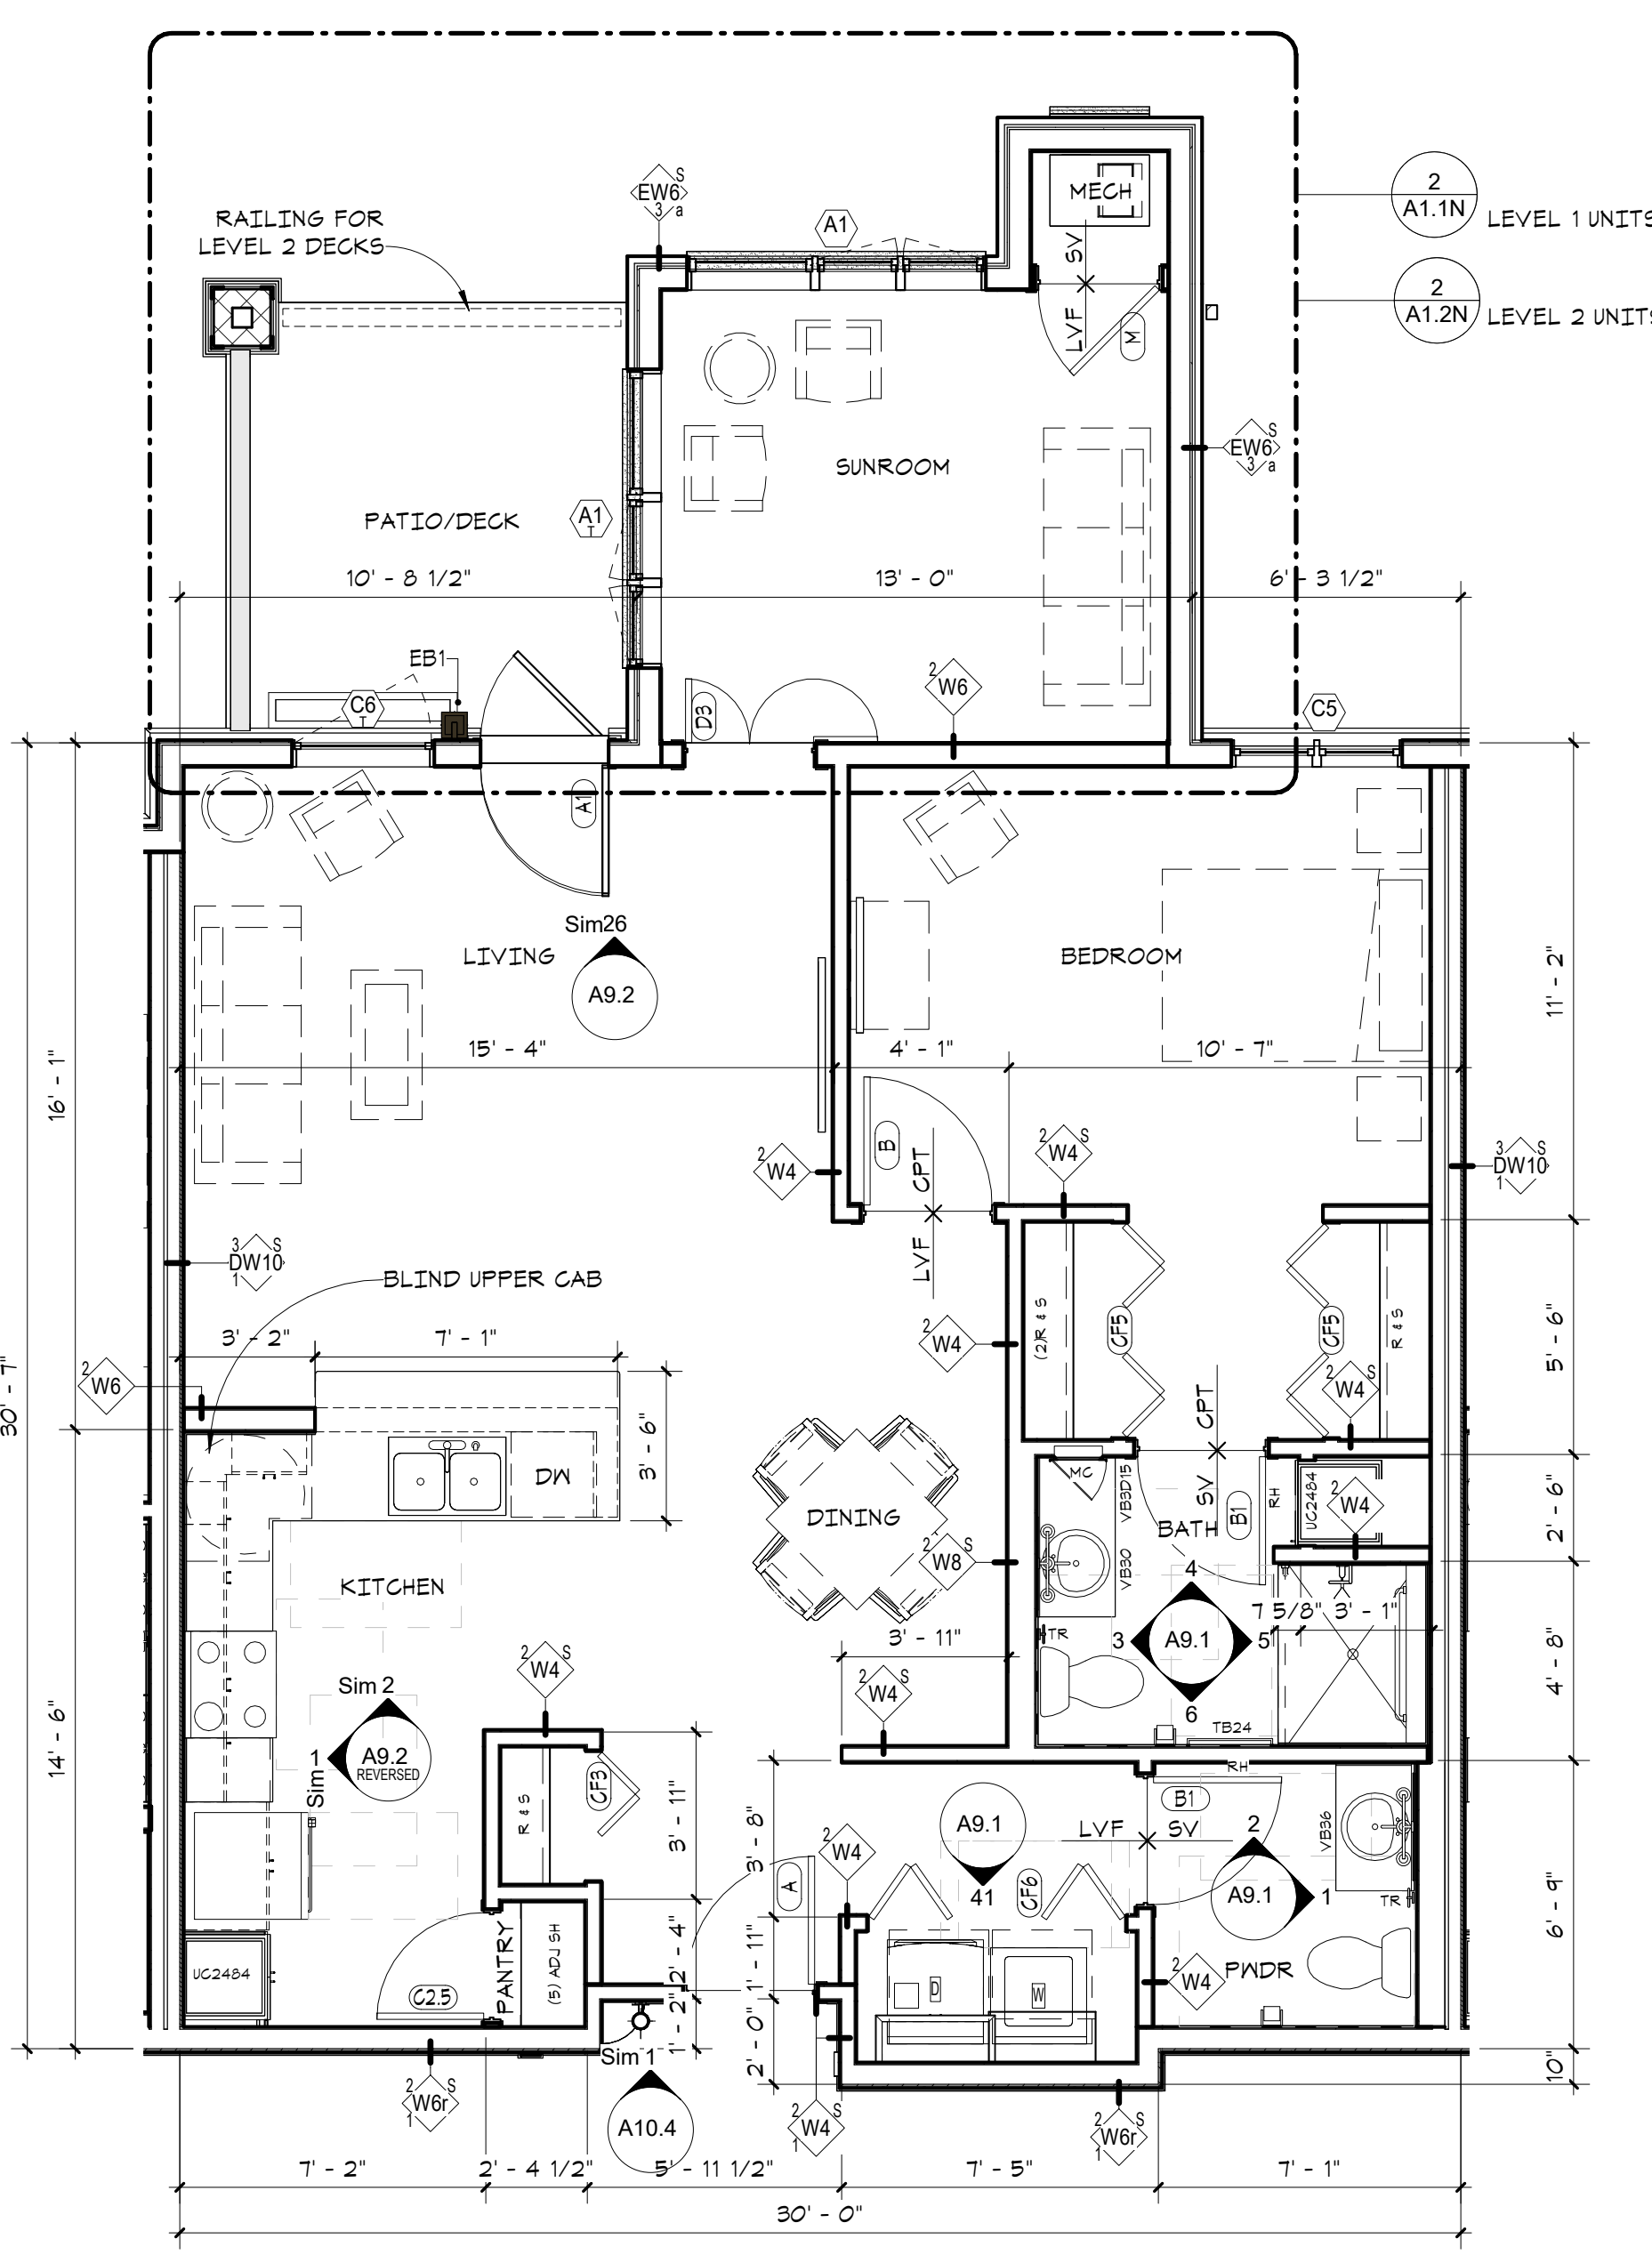 2
A1.1N
LEVEL 1 UNITS
2
A1.2N
LEVEL 2 UNITS
RAILING FOR
LEVEL 2 DECKS
S
EW6
3 a
A1
MECH
SV
LVF
M
S
EW6
3 a
SUNROOM
PATIO/DECK
A1
T
10' - 8 1/2"
13' - 0"
6' - 3 1/2"
EB1
C6
T
D3
2
W6
C5
A1
LIVING
Sim 26
A9.2
BEDROOM
15' - 4"
4' - 1"
10' - 7"
11' - 2"
16' - 1"
30' - 7"
B
CPT
LVF
2
W4
2 S
W4
3 S
DW10
1
3 S
DW10
1
BLIND UPPER CAB
3' - 2"
7' - 1"
2
W4
(2)R & S
CF5
CF5
R & S
5' - 6"
2
W6
2 S
W4
3' - 6"
DW
CPT
SV
MC
VB3D15
B1
RH
UC2484
2
W4
2' - 6"
DINING
BATH
2 S
W8
VB30
KITCHEN
4
A9.1
3
5
6
7 5/8"
3' - 1"
TR
TB24
3' - 11"
2 S
W4
2 S
W4
4' - 8"
14' - 6"
Sim 2
Sim 1
A9.2
REVERSED
R & S
CF3
3' - 11"
3' - 8"
A9.1
41
LVF
SV
RH
B1
2
A9.1
1
VB36
TR
2
W4
A
CF6
6' - 9"
UC2484
C2.5
PANTRY
(5) ADJ SH
2' - 4"
1' - 11"
D
W
2
W4
PWDR
1' - 2"
2' - 0"
10"
Sim 1
A10.4
2 S
W6r
1
2 S
W4
1
2 S
W6r
1
7' - 2"
2' - 4 1/2"
5' - 11 1/2"
7' - 5"
7' - 1"
30' - 0"